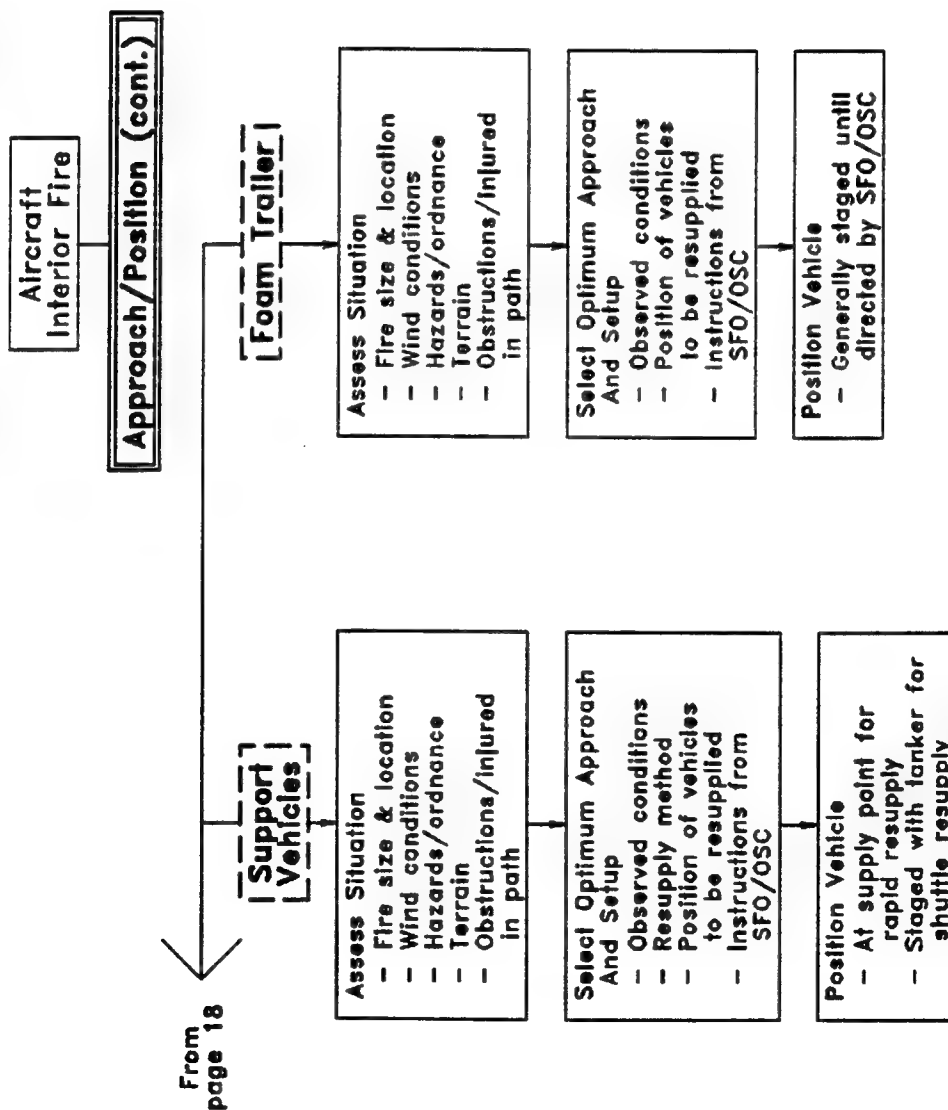 Aircraft
Interior Fire
Approach/Position (cont.)
From
page 18
Support
Vehicles
Assess Situation
- Fire size & location
- Wind conditions
- Hazards/ordnance
- Terrain
- Obstructions/injured
in path
Select Optimum Approach
And Setup
- Observed conditions
- Resupply method
- Position of vehicles
to be resupplied
- Instructions from
SFO/OSC
Position Vehicle
- At supply point for
rapid resupply
- Staged with tanker for
shuttle resupply
Foam Trailer
Assess Situation
- Fire size & location
- Wind conditions
- Hazards/ordnance
- Terrain
- Obstructions/injured
in path
Select Optimum Approach
And Setup
- Observed conditions
- Position of vehicles
to be resupplied
- Instructions from
SFO/OSC
Position Vehicle
- Generally staged until
directed by SFO/OSC